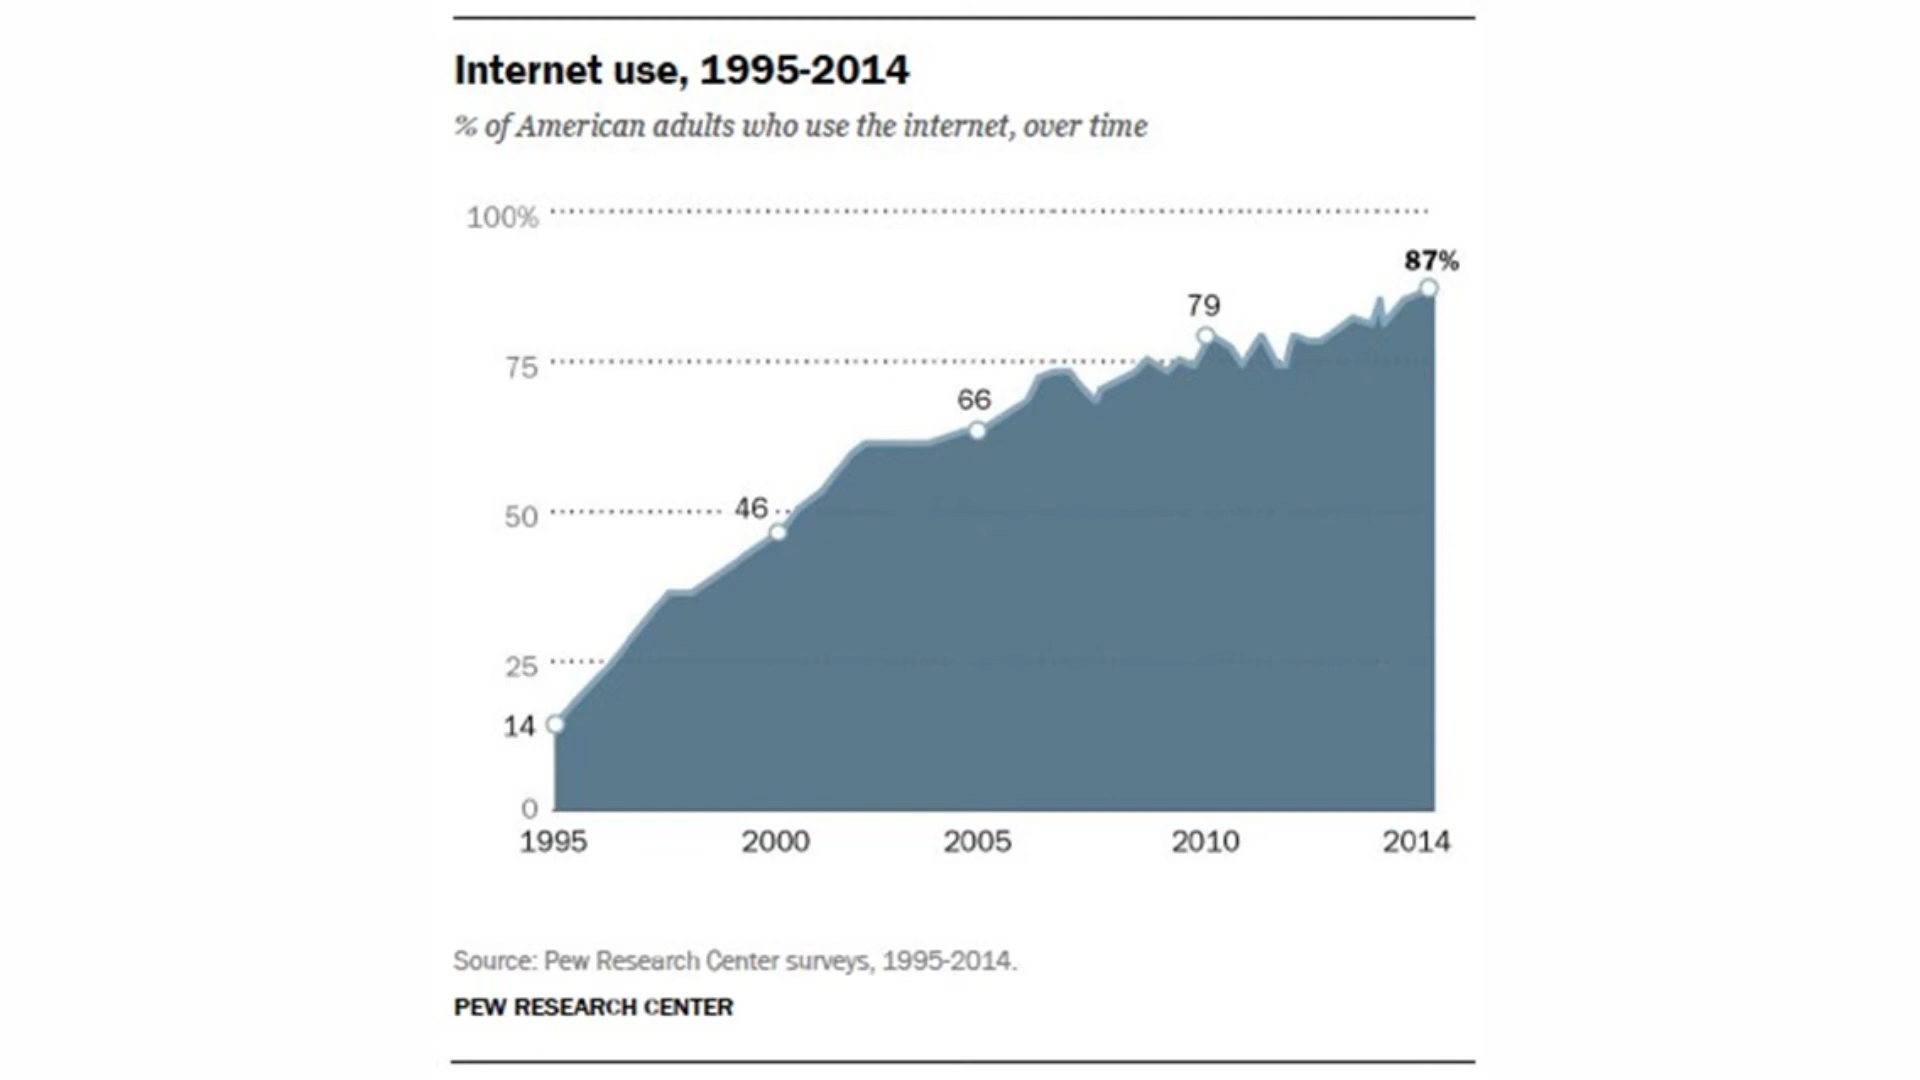 Internet use, 1995-2014
% of American adults who use the internet, over time
100%
87%
79
75
66
46
50
25
14
0
1995 2000 2005 2010 2014
Source: Pew Research Center surveys, 1995-2014.
PEW RESEARCH CENTER